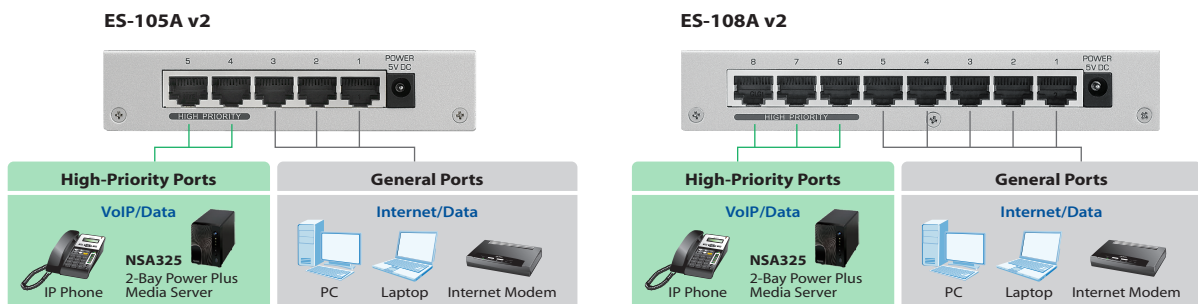 ES-105A v2
5 4 3 2 1 POWER
5V DC
HIGH PRIORITY
High-Priority Ports
General Ports
VoIP/Data
Internet/Data
NSA325
IP Phone
2-Bay Power Plus
Media Server
PC
Laptop
Internet Modem
ES-108A v2
8 7 6 5 4 3 2 1 POWER
5V DC
HIGH PRIORITY
High-Priority Ports
General Ports
VoIP/Data
Internet/Data
NSA325
IP Phone
2-Bay Power Plus
Media Server
PC
Laptop
Internet Modem